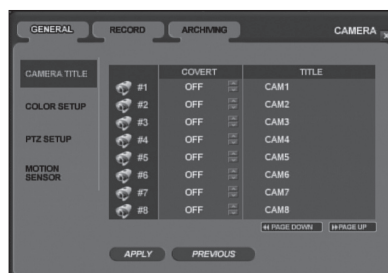 GENERAL RECORD ARCHIVING CAMERA
CAMERA TITLE
COLOR SETUP
PTZ SETUP
MOTION SENSOR
COVERT TITLE
#1 OFF CAM1
#2 OFF CAM2
#3 OFF CAM3
#4 OFF CAM4
#5 OFF CAM5
#6 OFF CAM6
#7 OFF CAM7
#8 OFF CAM8
PAGE DOWN PAGE UP
APPLY PREVIOUS